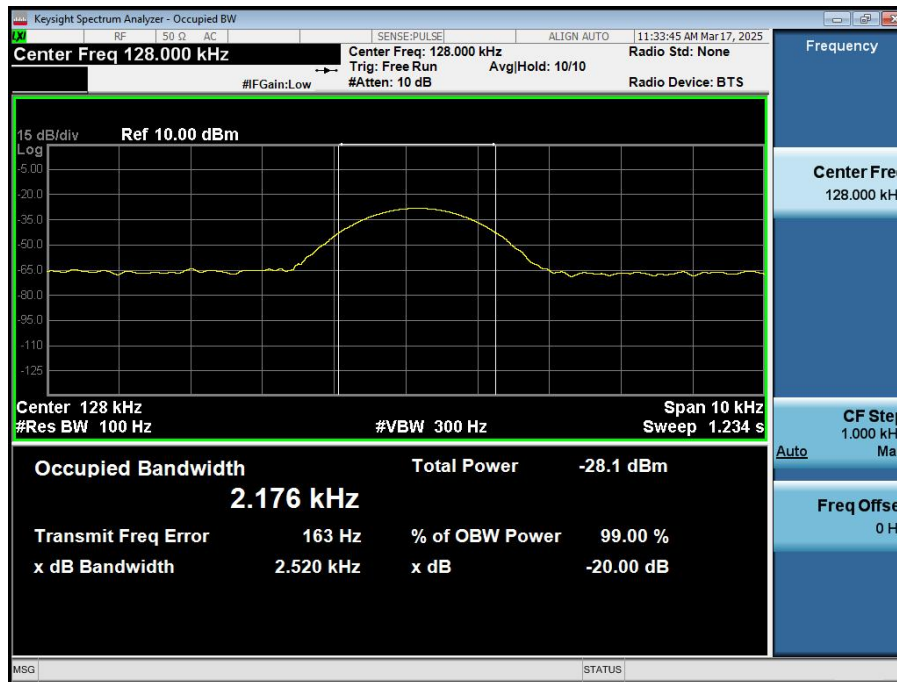 Keysight Spectrum Analyzer - Occupied BW
LXI RF 50 Ω AC SENSE:PULSE ALIGN AUTO 11:33:45 AM Mar 17, 2025
Center Freq 128.000 kHz
Center Freq: 128.000 kHz Radio Std: None
Trig: Free Run Avg|Hold: 10/10
#IFGain:Low #Atten: 10 dB Radio Device: BTS
15 dB/div Ref 10.00 dBm
Log
-5.00
-20.0
-35.0
-50.0
-65.0
-80.0
-95.0
-110
-125
Center 128 kHz Span 10 kHz
#Res BW 100 Hz #VBW 300 Hz Sweep 1.234 s
Occupied Bandwidth Total Power -28.1 dBm
2.176 kHz
Transmit Freq Error 163 Hz % of OBW Power 99.00 %
x dB Bandwidth 2.520 kHz x dB -20.00 dB
MSG STATUS
Frequency
Center Fre
128.000 kH
CF Ste
1.000 kH
Auto Ma
Freq Offse
0 H